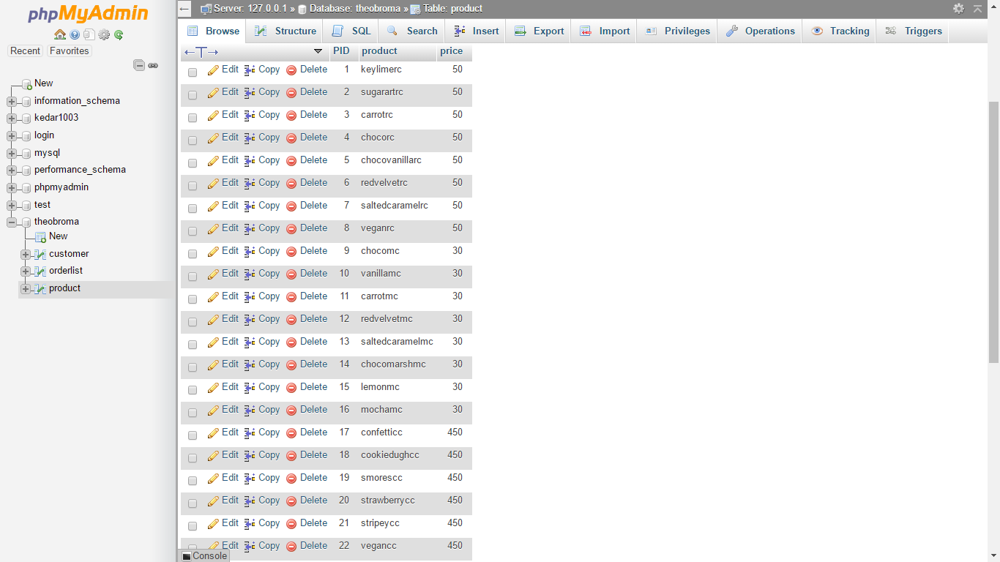 phpMyAdmin
Recent Favorites
New
information_schema
kedar1003
login
mysql
performance_schema
phpmyadmin
test
theobroma
New
customer
orderlist
product
Server: 127.0.0.1 » Database: theobroma » Table: product
Browse Structure SQL Search Insert Export Import Privileges Operations Tracking Triggers
←T→ PID product price
Edit Copy Delete 1 keylimerc 50
Edit Copy Delete 2 sugarartrc 50
Edit Copy Delete 3 carrotrc 50
Edit Copy Delete 4 chocorc 50
Edit Copy Delete 5 chocovanillarc 50
Edit Copy Delete 6 redvelvetrc 50
Edit Copy Delete 7 saltedcaramelrc 50
Edit Copy Delete 8 veganrc 50
Edit Copy Delete 9 chocomc 30
Edit Copy Delete 10 vanillamc 30
Edit Copy Delete 11 carrotmc 30
Edit Copy Delete 12 redvelvetmc 30
Edit Copy Delete 13 saltedcaramelmc 30
Edit Copy Delete 14 chocomarshmc 30
Edit Copy Delete 15 lemonmc 30
Edit Copy Delete 16 mochamc 30
Edit Copy Delete 17 confetticc 450
Edit Copy Delete 18 cookiedughcc 450
Edit Copy Delete 19 smorescc 450
Edit Copy Delete 20 strawberrycc 450
Edit Copy Delete 21 stripeycc 450
Edit Copy Delete 22 vegancc 450
Console